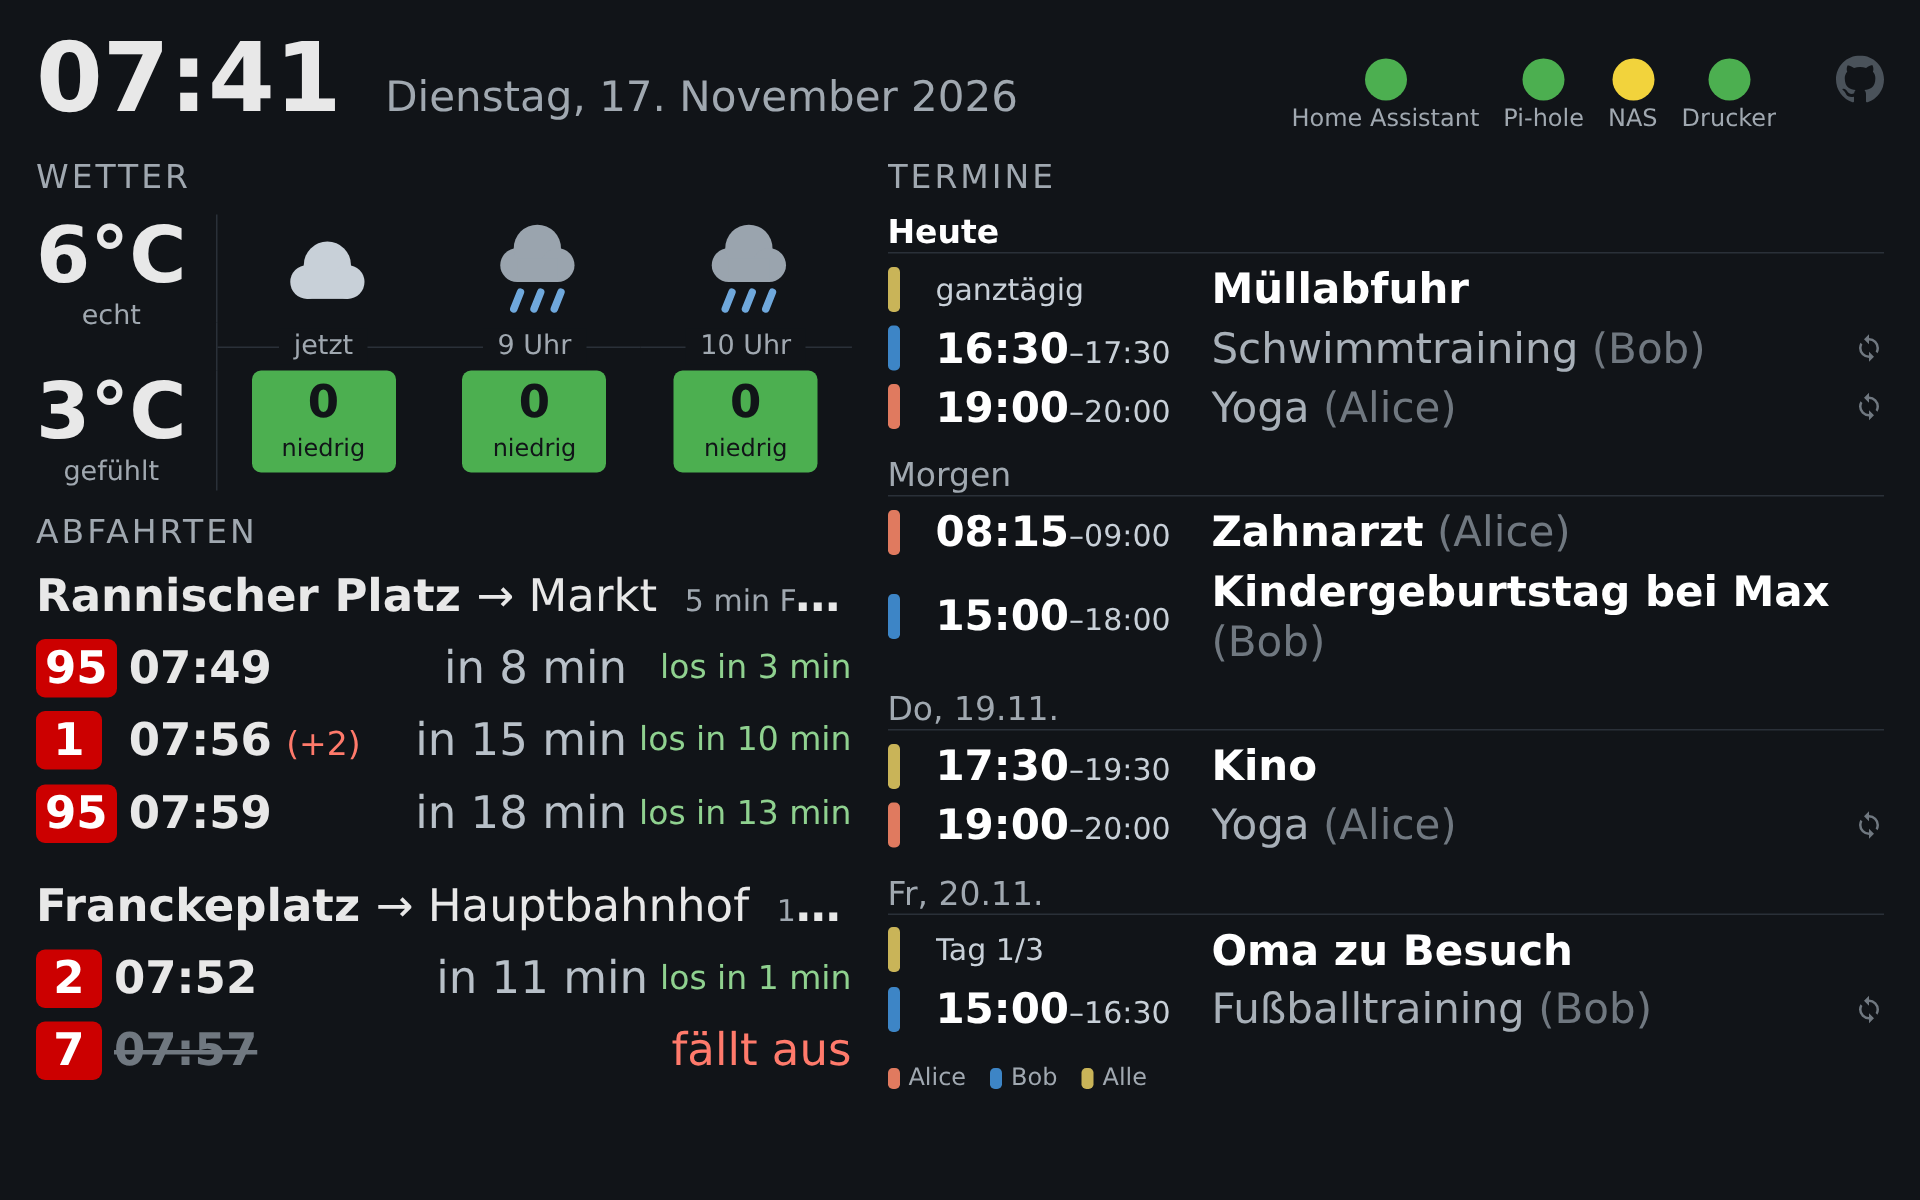 07:41 Dienstag, 17. November 2026
Home Assistant Pi-hole NAS Drucker
WETTER
6°C
echt
3°C
gefühlt
jetzt 9 Uhr 10 Uhr
0 0 0
niedrig niedrig niedrig
ABFAHRTEN
Rannischer Platz → Markt 5 min F…
95 07:49 in 8 min los in 3 min
1 07:56 (+2) in 15 min los in 10 min
95 07:59 in 18 min los in 13 min
Franckeplatz → Hauptbahnhof 1…
2 07:52 in 11 min los in 1 min
7 07:57 fällt aus
TERMINE
Heute
ganztägig Müllabfuhr
16:30–17:30 Schwimmtraining (Bob)
19:00–20:00 Yoga (Alice)
Morgen
08:15–09:00 Zahnarzt (Alice)
15:00–18:00 Kindergeburtstag bei Max
(Bob)
Do, 19.11.
17:30–19:30 Kino
19:00–20:00 Yoga (Alice)
Fr, 20.11.
Tag 1/3 Oma zu Besuch
15:00–16:30 Fußballtraining (Bob)
Alice Bob Alle